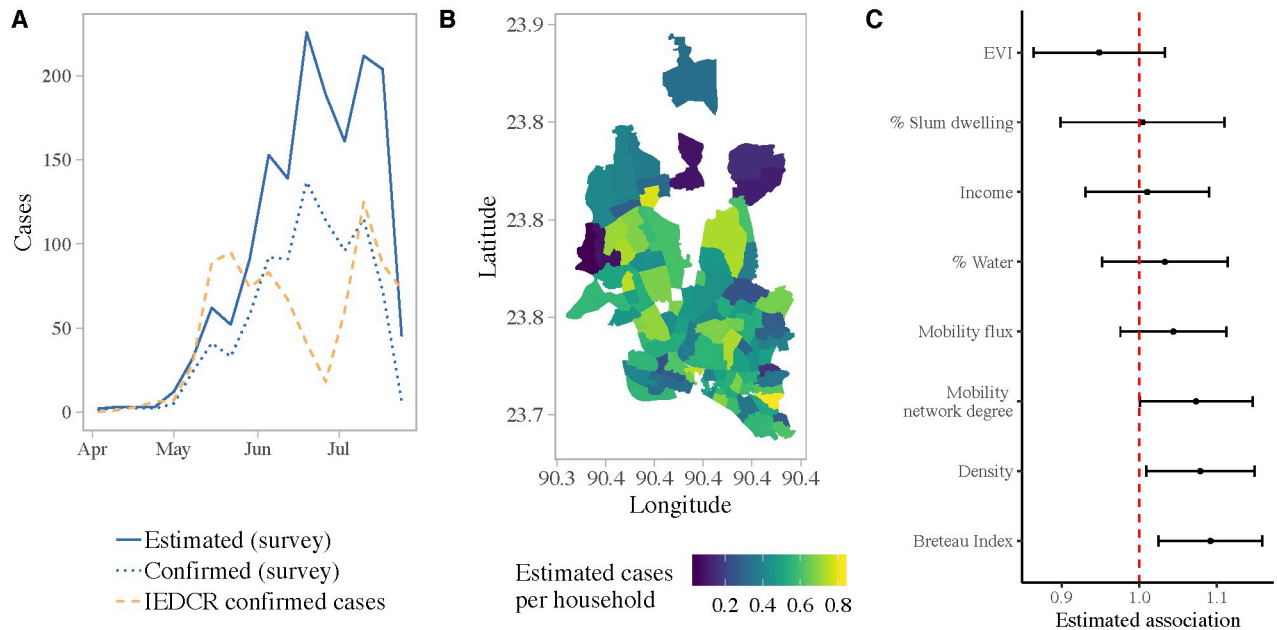 A
Cases
200
150
100
50
0
Apr May Jun Jul
Estimated (survey)
Confirmed (survey)
IEDCR confirmed cases
B
Latitude
23.9
23.8
23.8
23.8
23.7
90.3 90.4 90.4 90.4 90.4 90.4
Longitude
Estimated cases
per household
0.2 0.4 0.6 0.8
C
EVI
% Slum dwelling
Income
% Water
Mobility flux
Mobility
network degree
Density
Breteau Index
0.9 1.0 1.1
Estimated association